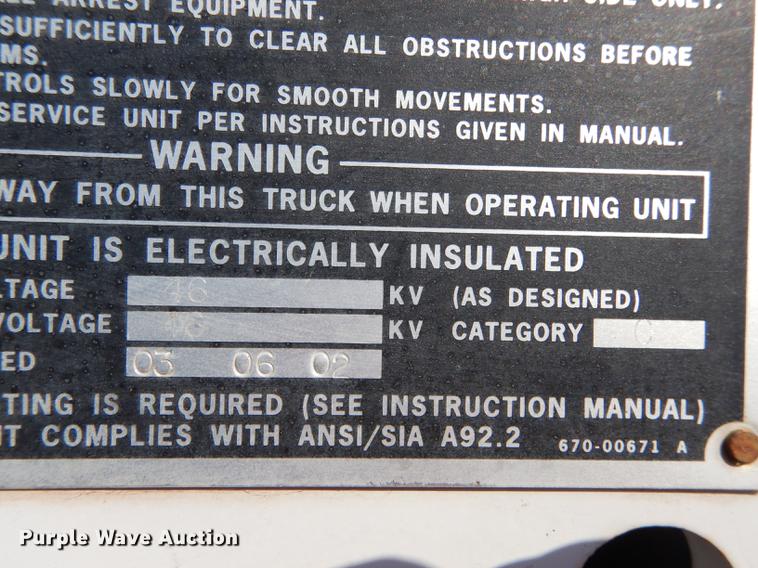 ARREST EQUIPMENT. SIDE ONLY.
SUFFICIENTLY TO CLEAR ALL OBSTRUCTIONS BEFORE
MS.
TROLS SLOWLY FOR SMOOTH MOVEMENTS.
SERVICE UNIT PER INSTRUCTIONS GIVEN IN MANUAL.
WARNING
WAY FROM THIS TRUCK WHEN OPERATING UNIT
UNIT IS ELECTRICALLY INSULATED
LTAGE 46 KV (AS DESIGNED)
VOLTAGE 46 KV CATEGORY C
ED 03 06 02
TING IS REQUIRED (SEE INSTRUCTION MANUAL)
IT COMPLIES WITH ANSI/SIA A92.2 670-00671 A
Purple Wave Auction